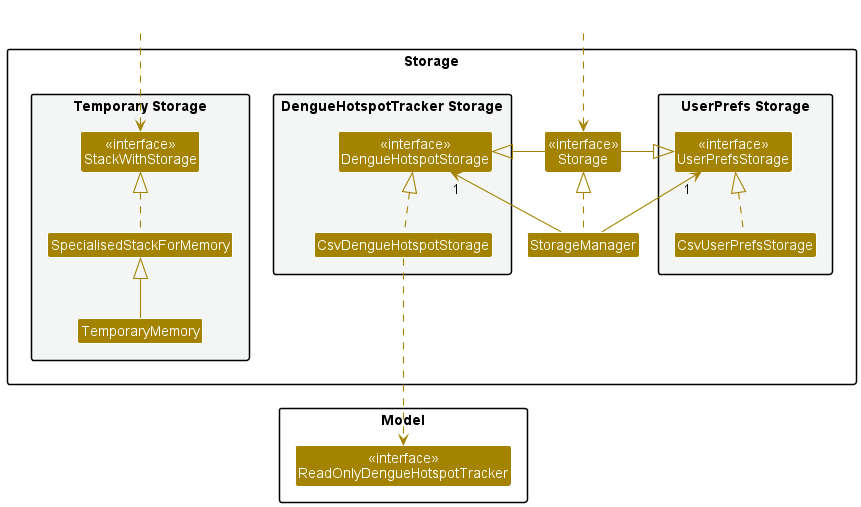 Storage
Temporary Storage
«interface»
StackWithStorage
SpecialisedStackForMemory
TemporaryMemory
DengueHotspotTracker Storage
«interface»
DengueHotspotStorage
1
CsvDengueHotspotStorage
«interface»
Storage
StorageManager
UserPrefs Storage
«interface»
UserPrefsStorage
1
CsvUserPrefsStorage
Model
«interface»
ReadOnlyDengueHotspotTracker